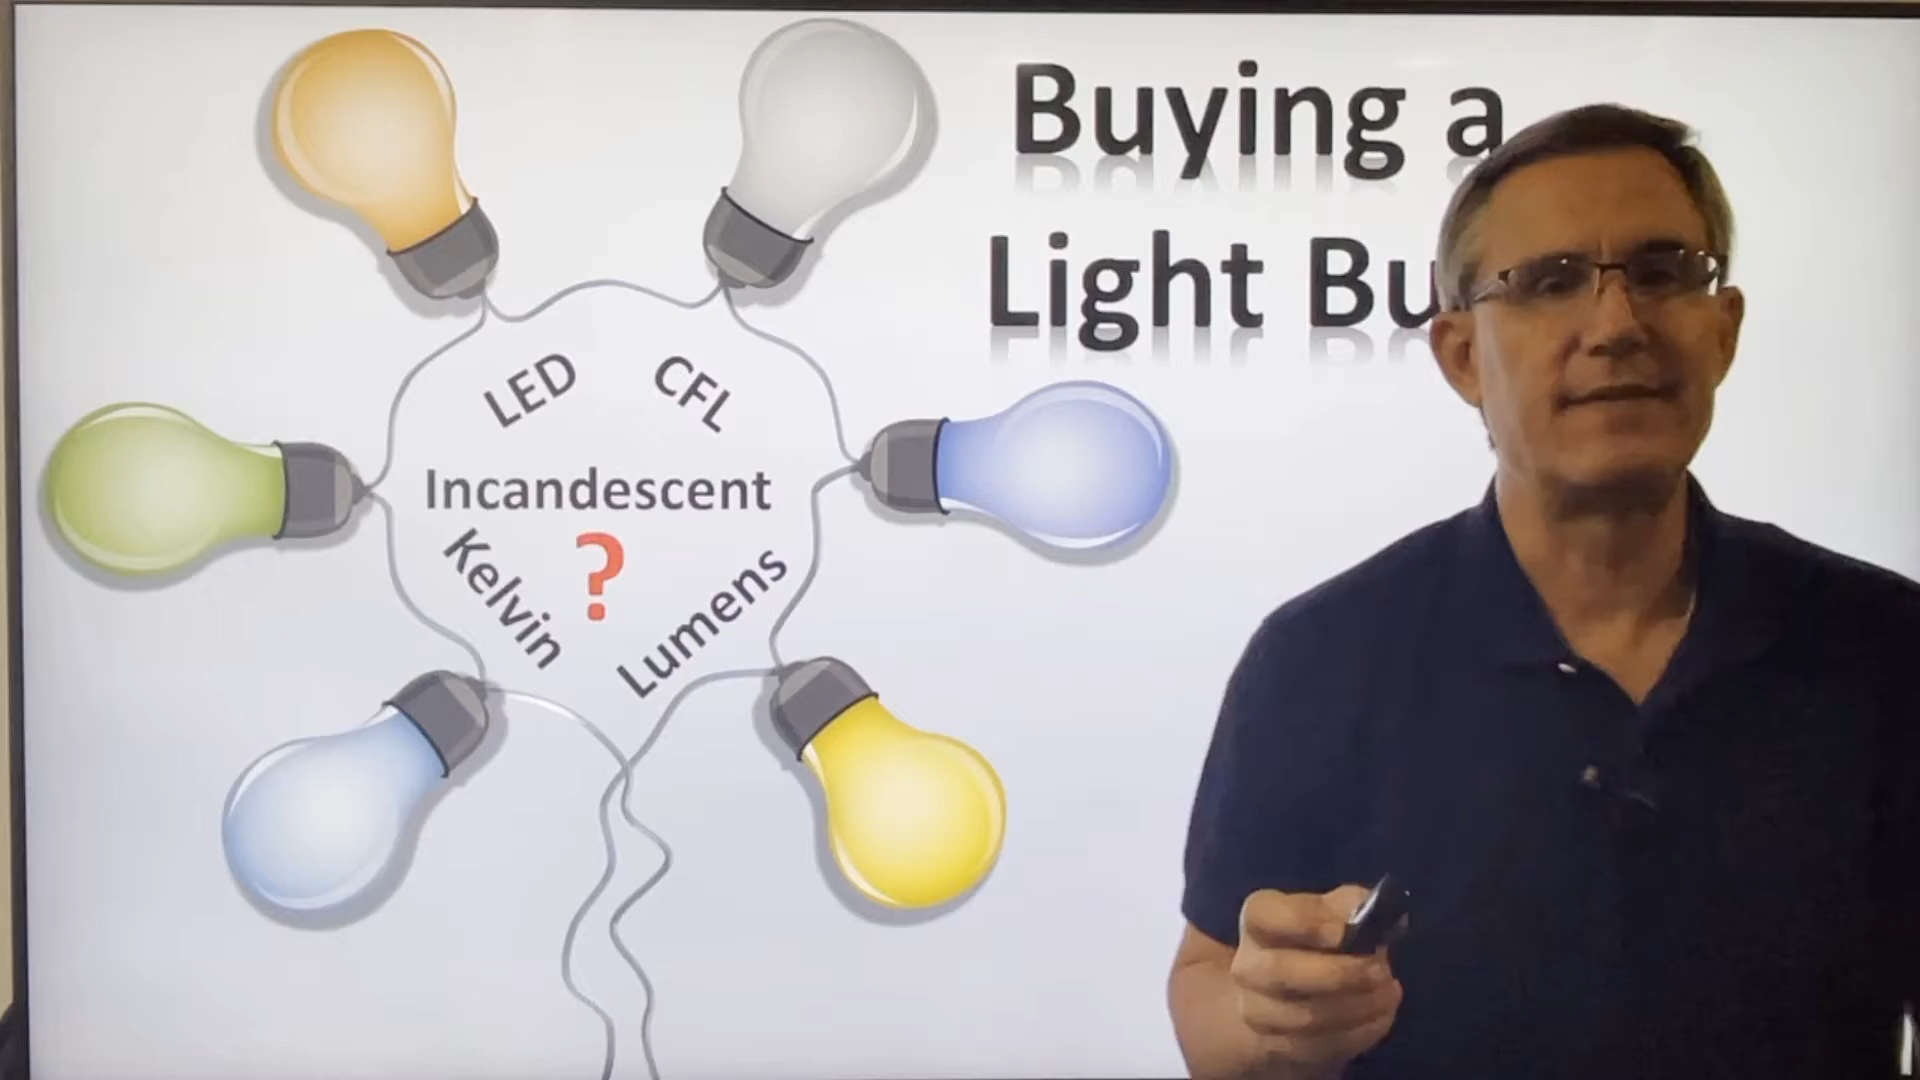 Buying a
Light Bu
LED
CFL
Incandescent
?
Kelvin
Lumens